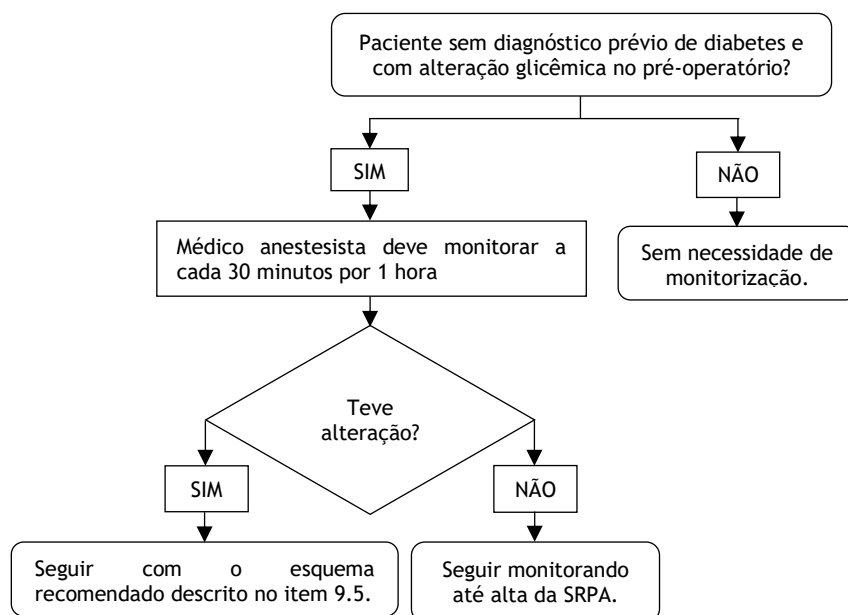 Paciente sem diagnóstico prévio de diabetes e
com alteração glicêmica no pré-operatório?
SIM
NÃO
Médico anestesista deve monitorar a
cada 30 minutos por 1 hora
Sem necessidade de
monitorização.
Teve
alteração?
SIM
NÃO
Seguir com o esquema
recomendado descrito no item 9.5.
Seguir monitorando
até alta da SRPA.